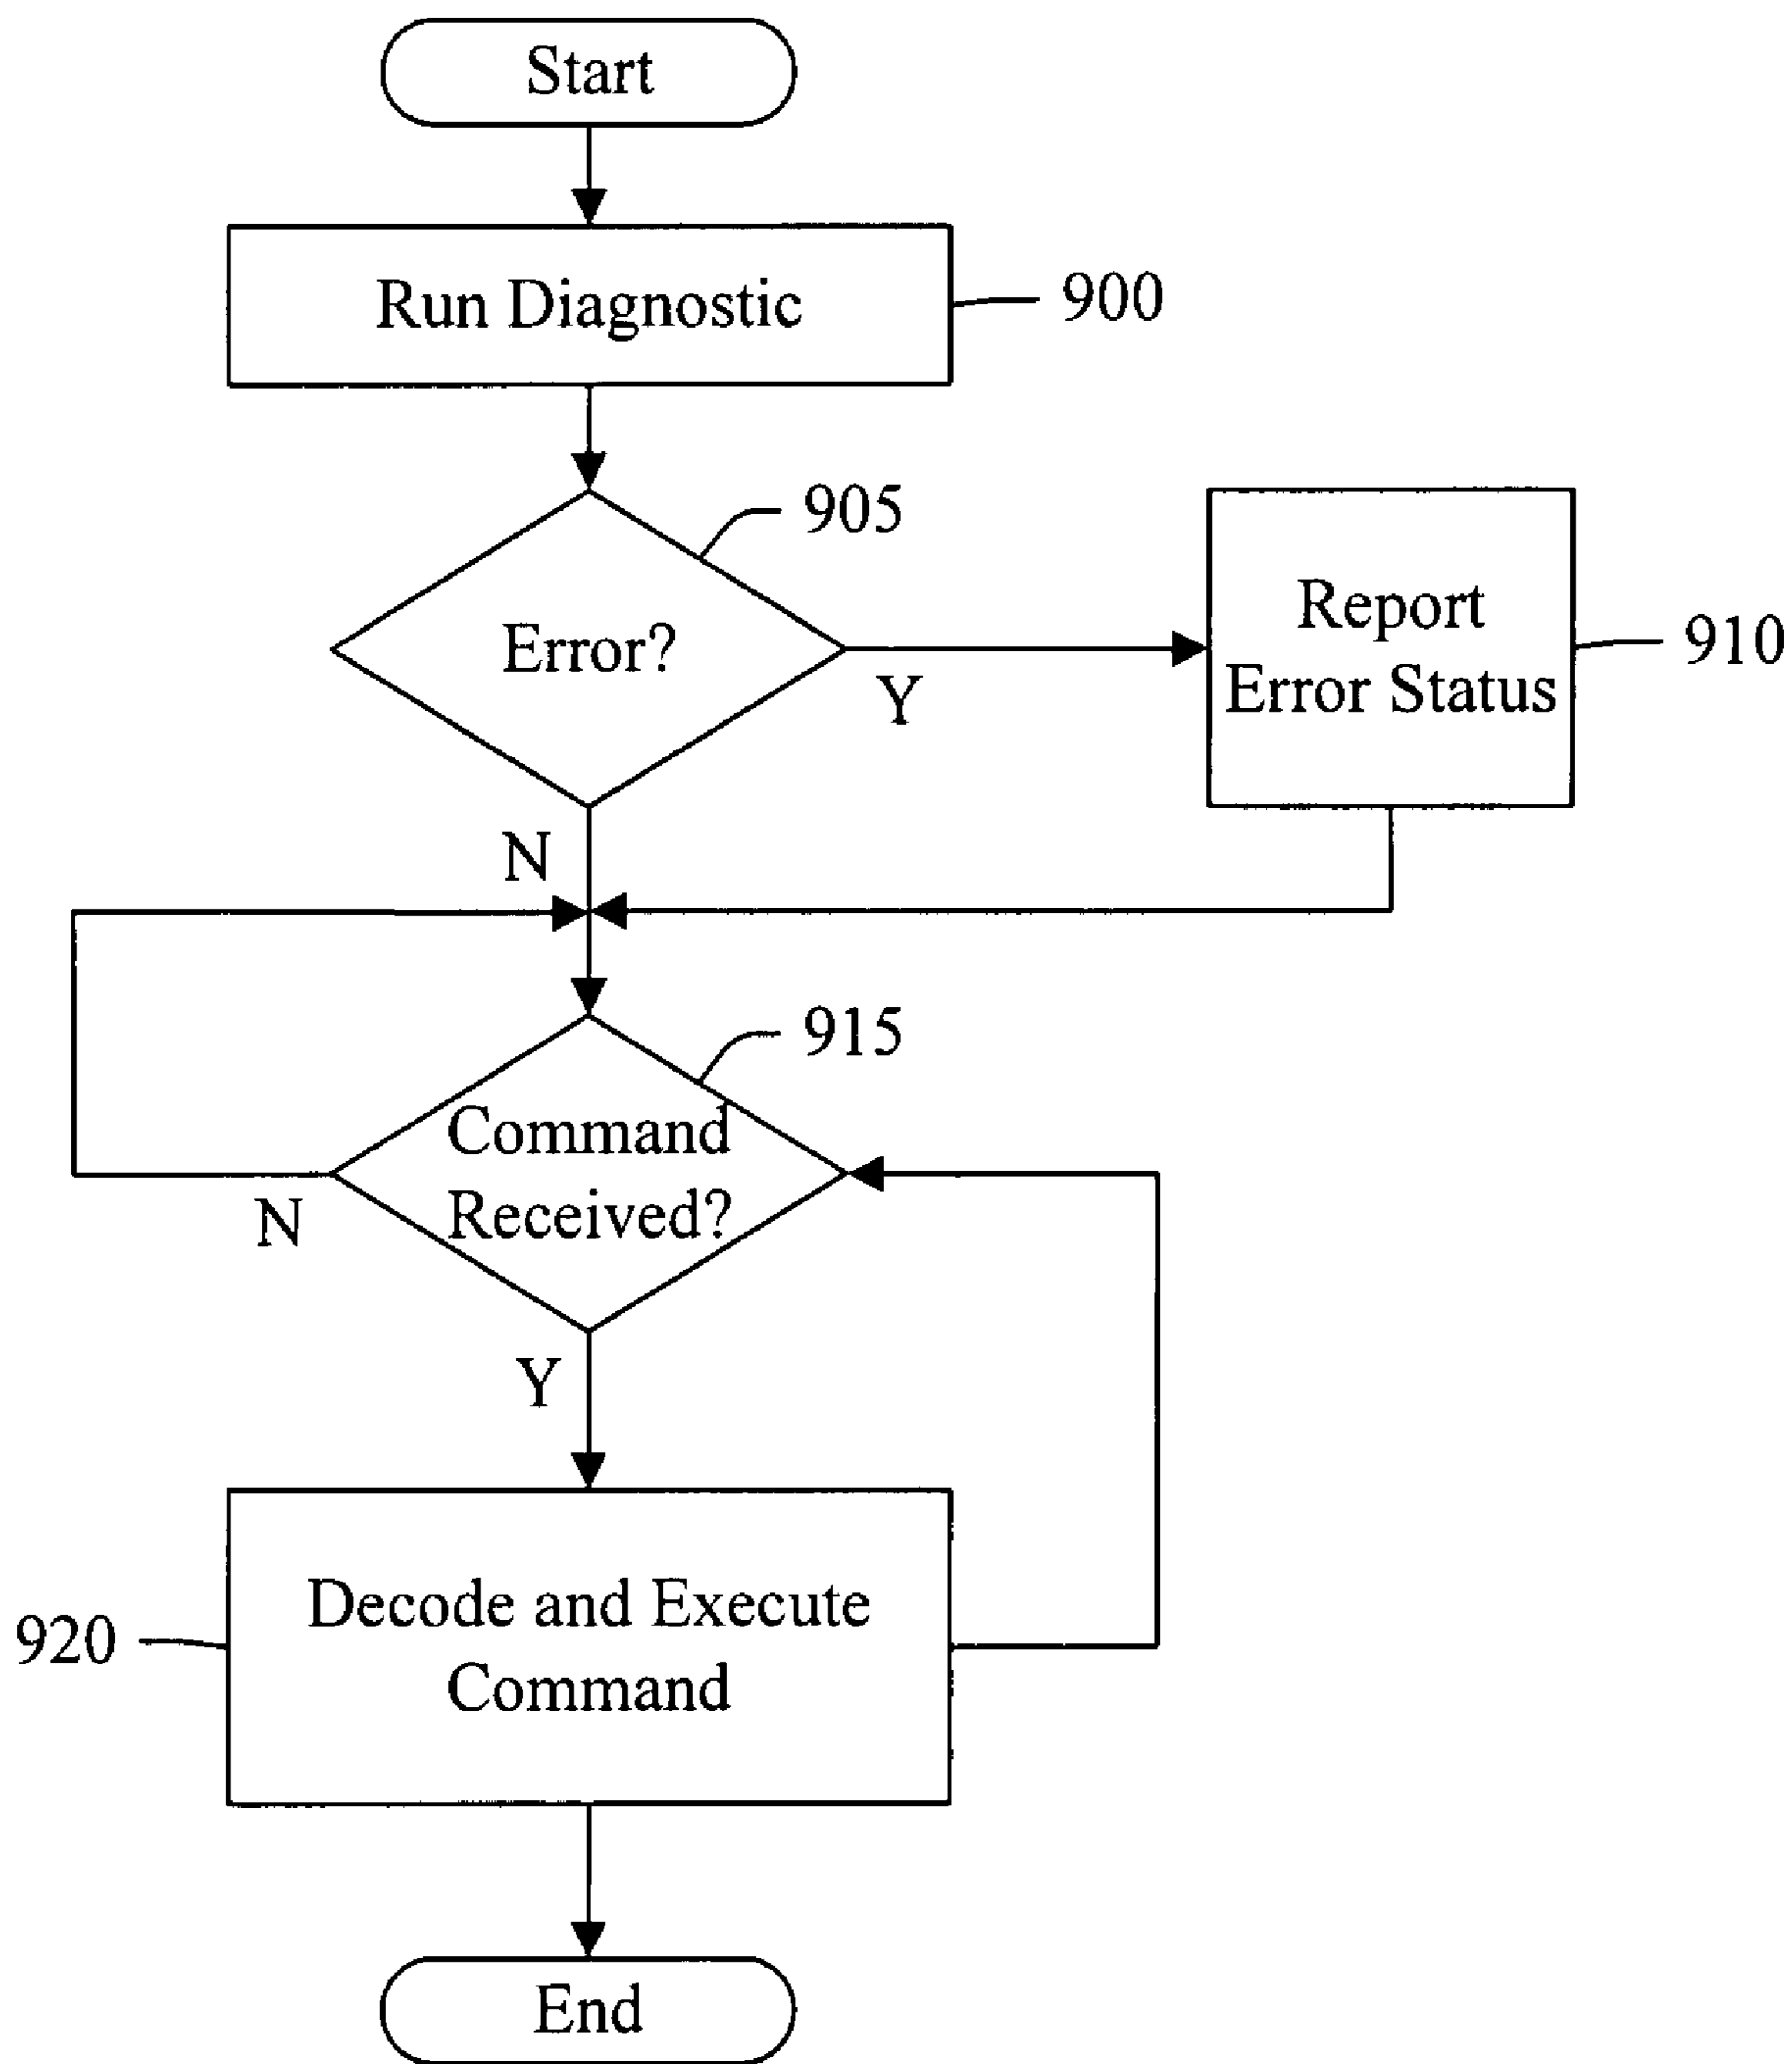 Start
Run Diagnostic
900
905
Error?
Y
Report
Error Status
910
N
915
Command
Received?
N
Y
Decode and Execute
Command
920
End